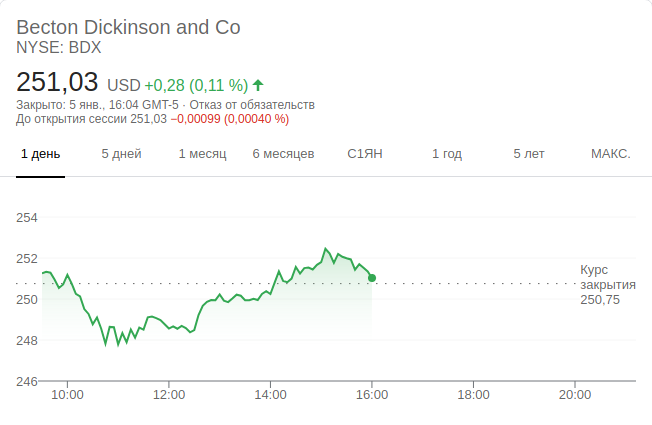 Becton Dickinson and Co
NYSE: BDX
251,03 USD +0,28 (0,11 %)
Закрыто: 5 янв., 16:04 GMT-5 · Отказ от обязательств
До открытия сессии 251,03 −0,00099 (0,00040 %)
1 день 5 дней 1 месяц 6 месяцев С1ЯН 1 год 5 лет МАКС.
254
252
250
248
246
Курс
закрытия
250,75
10:00 12:00 14:00 16:00 18:00 20:00